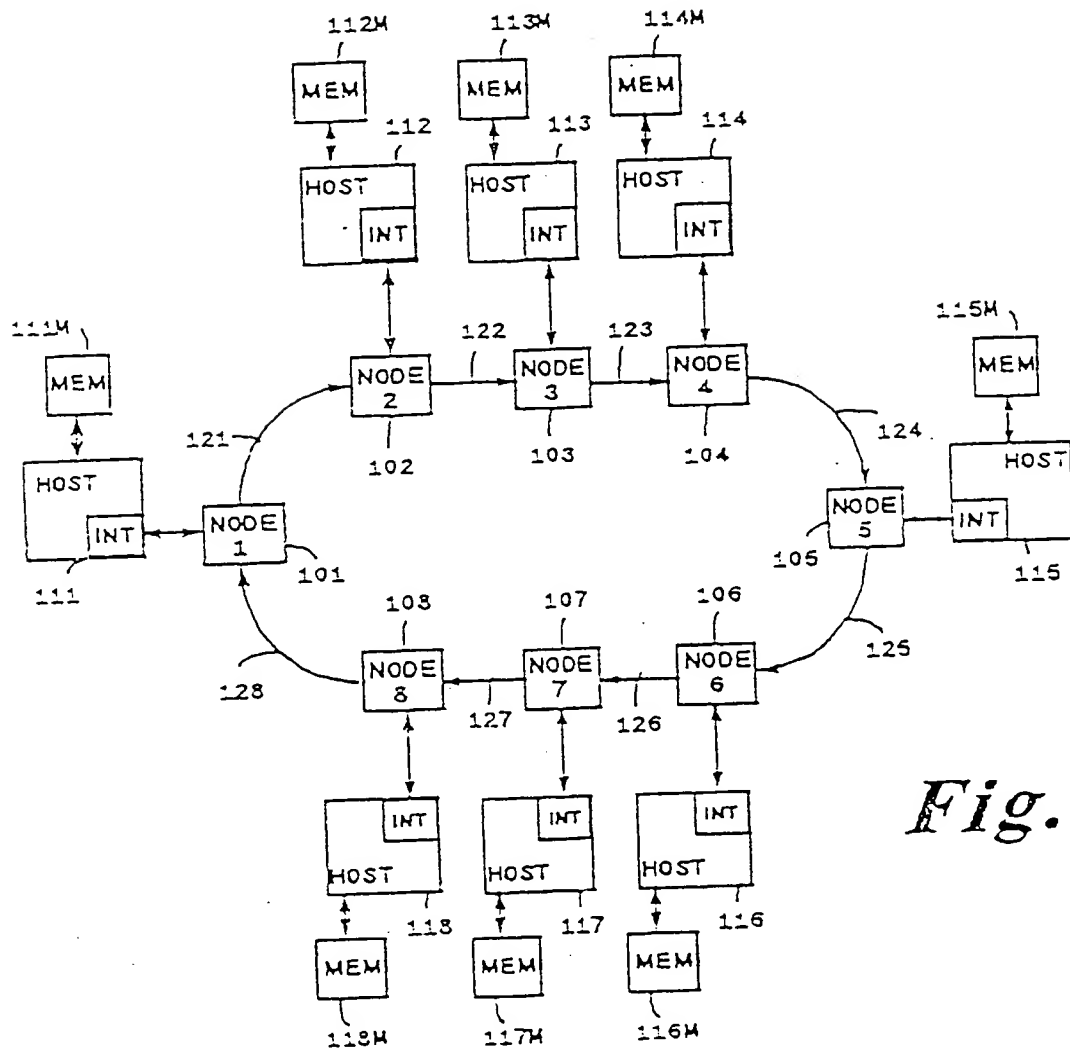 112M
113M
114M
MEM
MEM
MEM
112
113
114
HOST
HOST
HOST
INT
INT
INT
111M
115M
MEM
MEM
122
123
NODE
2
NODE
3
NODE
4
121
124
102
103
104
HOST
HOST
INT
NODE
1
NODE
5
INT
105
111
101
115
108
107
106
125
128
NODE
8
NODE
7
NODE
6
127
126
INT
INT
INT
HOST
HOST
HOST
118
117
116
MEM
MEM
MEM
118M
117M
116M
Fig.